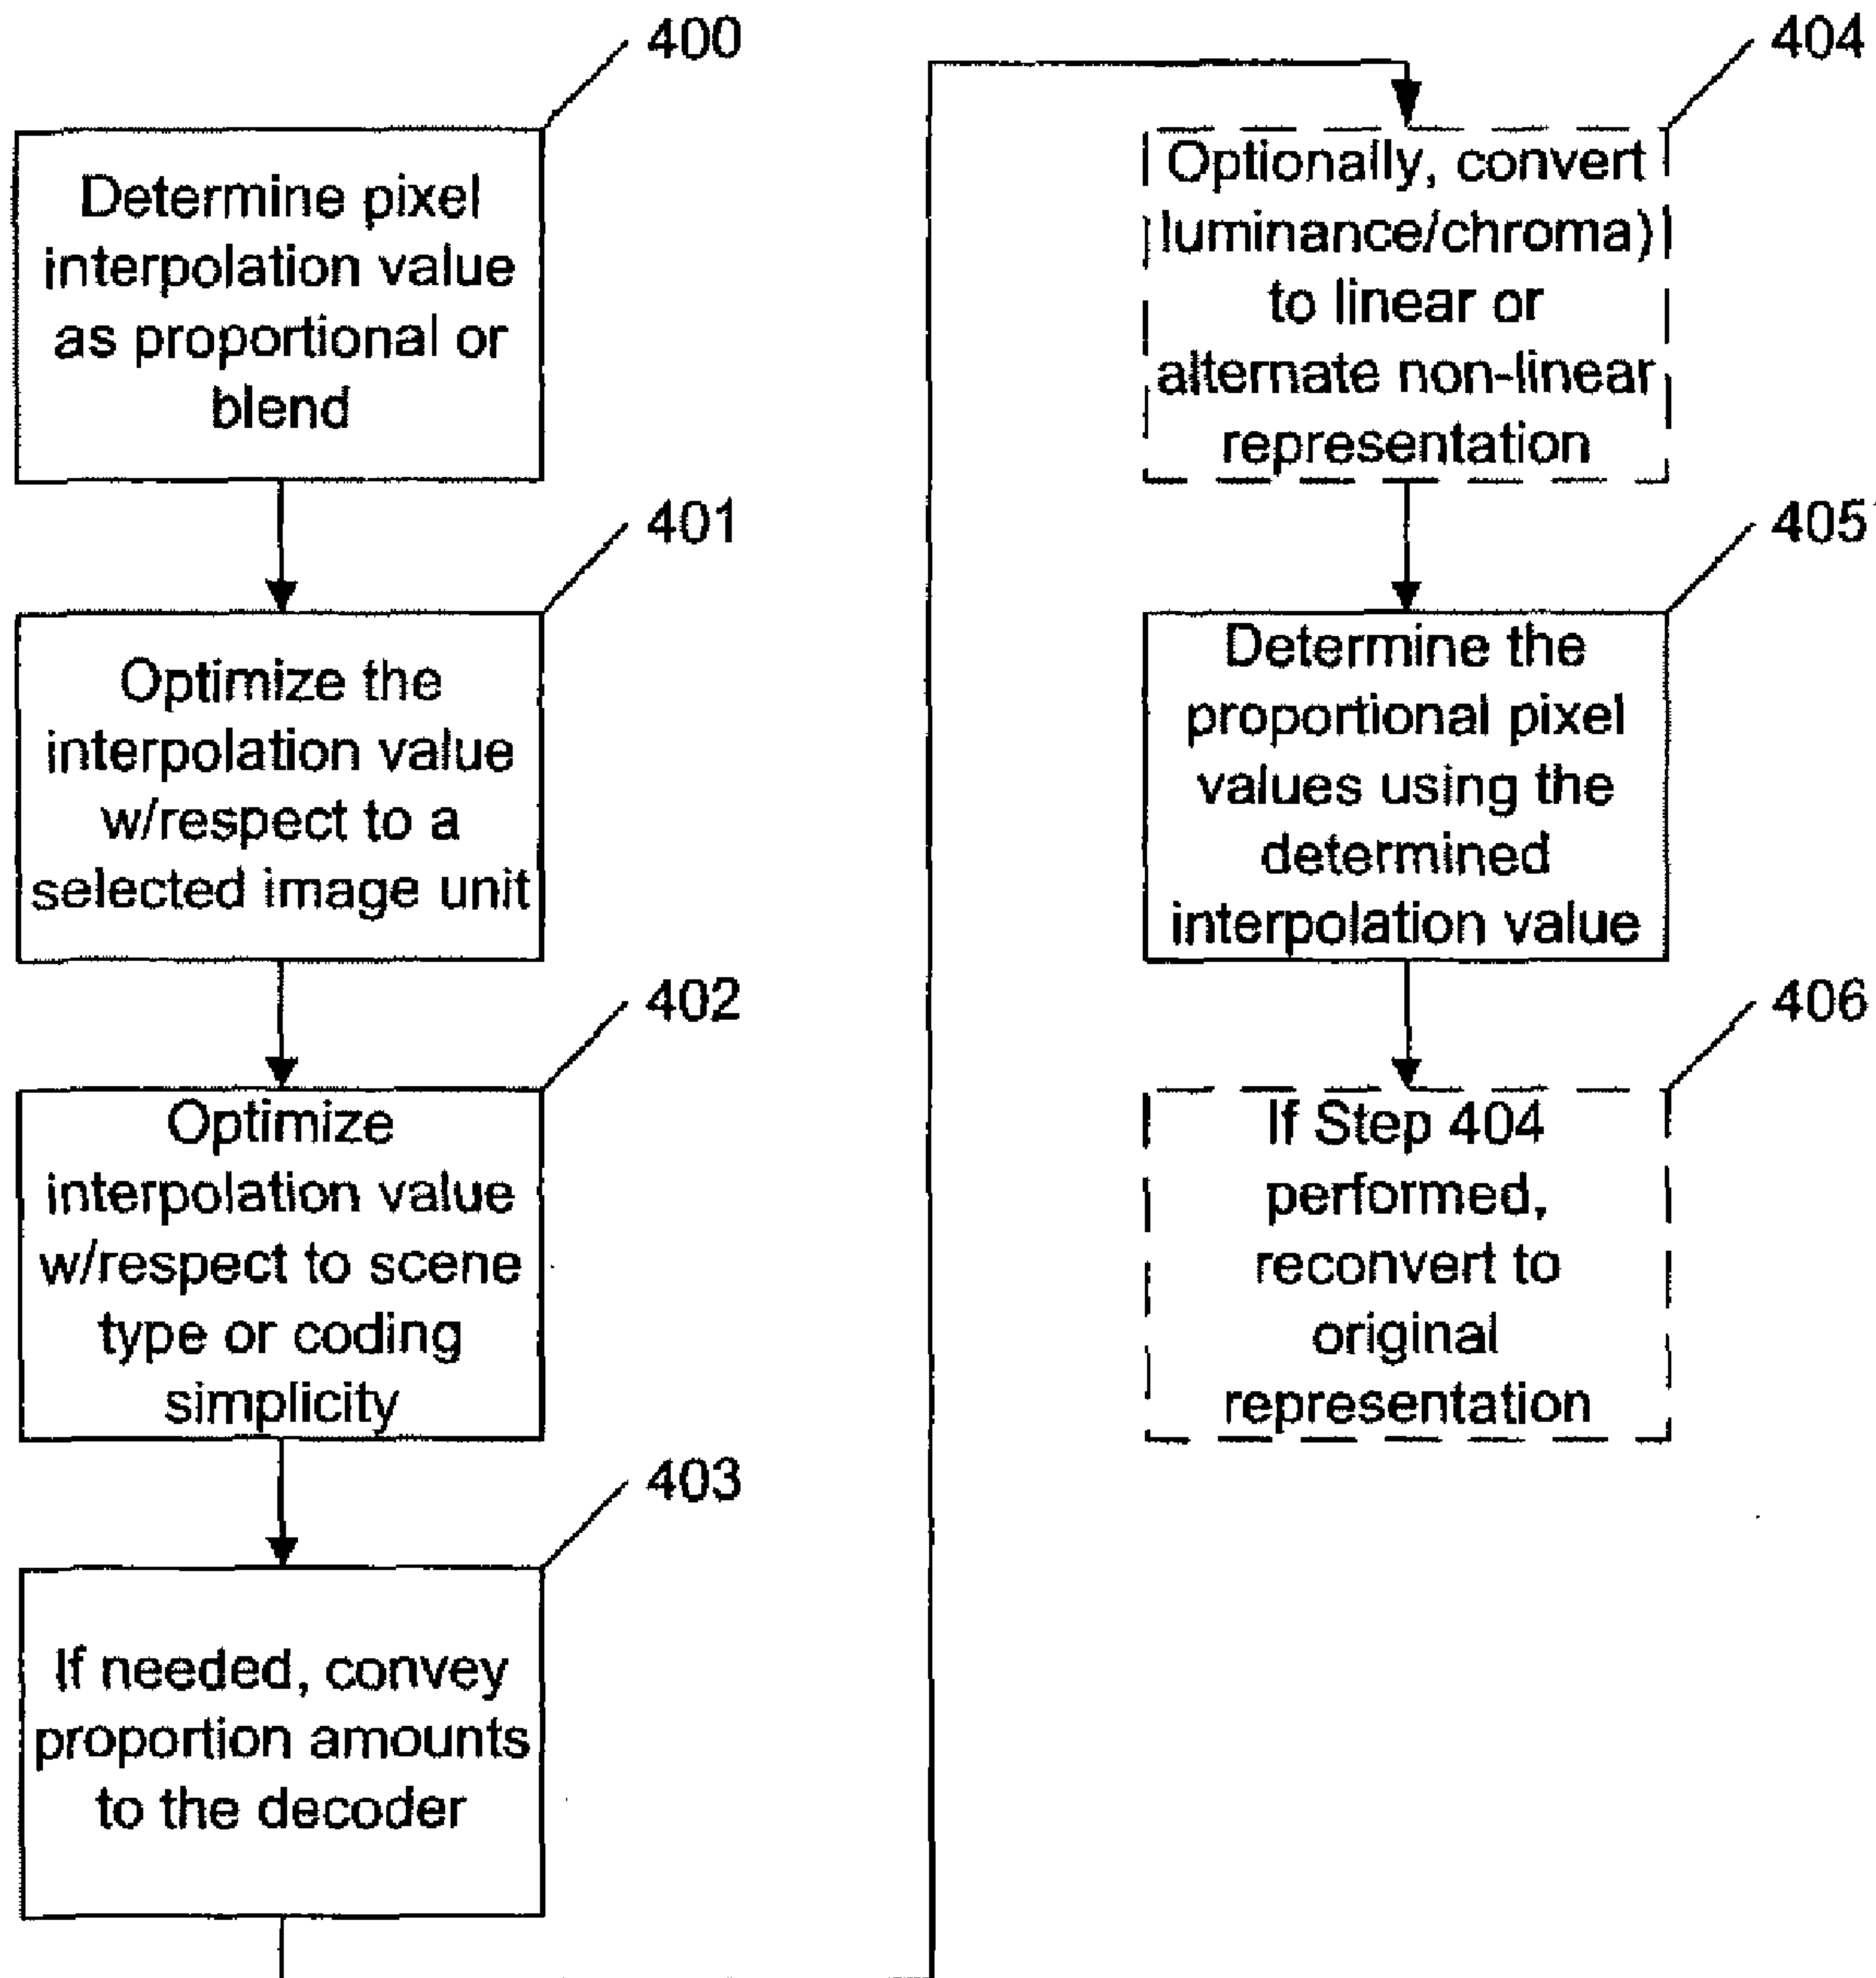 400
Determine pixel
interpolation value
as proportional or
blend
401
Optimize the
interpolation value
w/respect to a
selected image unit
402
Optimize
interpolation value
w/respect to scene
type or coding
simplicity
403
If needed, convey
proportion amounts
to the decoder
404
Optionally, convert
luminance/chroma)
to linear or
alternate non-linear
representation
405
Determine the
proportional pixel
values using the
determined
interpolation value
406
If Step 404
performed,
reconvert to
original
representation